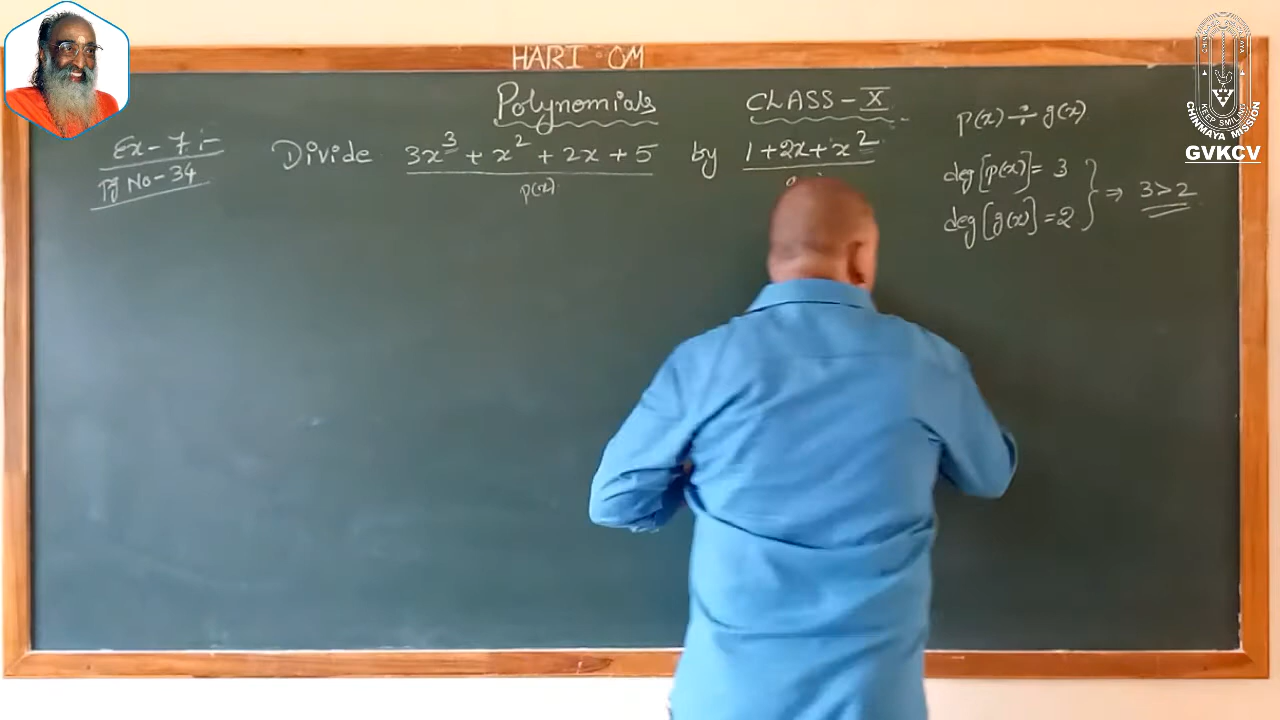 HARI OM
Polynomials
CLASS - X
Ex - 7 :-
Pg No - 34
Divide 3x³ + x² + 2x + 5 by 1 + 2x + x²
p(x)
p(x) ÷ g(x)
deg[p(x)] = 3
deg[g(x)] = 2
⇒ 3 > 2
CHINMAYA MISSION
KEEP SMILING
GVKCV